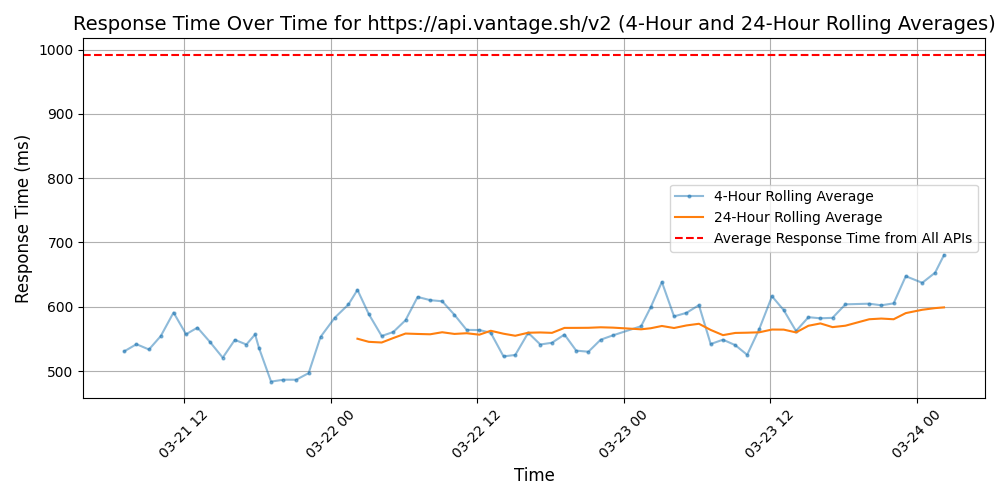 Response Time Over Time for https://api.vantage.sh/v2 (4-Hour and 24-Hour Rolling Averages)
Response Time (ms)
1000
900
800
700
600
500
4-Hour Rolling Average
24-Hour Rolling Average
Average Response Time from All APIs
03-21 12
03-22 00
03-22 12
03-23 00
03-23 12
03-24 00
Time